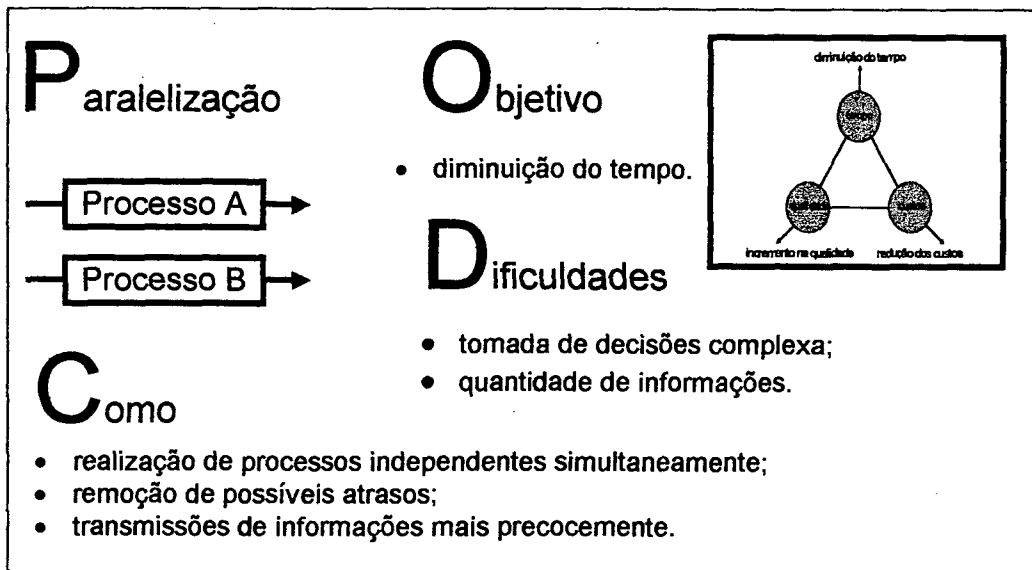 Paralelização
Processo A
Processo B
Objetivo
• diminuição do tempo.
diminuição do tempo
tempo
custos
incremento na qualidade
redução dos custos
Dificuldades
• tomada de decisões complexa;
• quantidade de informações.
Como
• realização de processos independentes simultaneamente;
• remoção de possíveis atrasos;
• transmissões de informações mais precocemente.